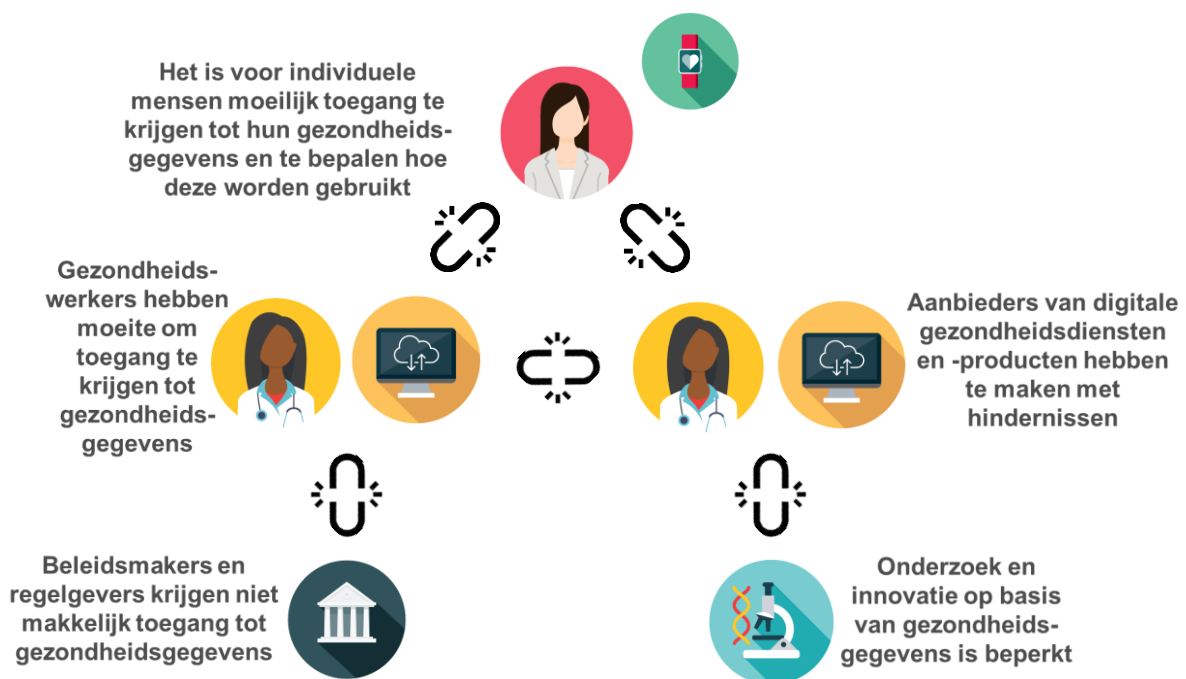 Het is voor individuele
mensen moeilijk toegang te
krijgen tot hun gezondheids-
gegevens en te bepalen hoe
deze worden gebruikt
Gezondheids-
werkers hebben
moeite om
toegang te
krijgen tot
gezondheids-
gegevens
Aanbieders van digitale
gezondheidsdiensten
en -producten hebben
te maken met
hindernissen
Beleidsmakers en
regelgevers krijgen niet
makkelijk toegang tot
gezondheidsgegevens
Onderzoek en
innovatie op basis
van gezondheids-
gegevens is beperkt